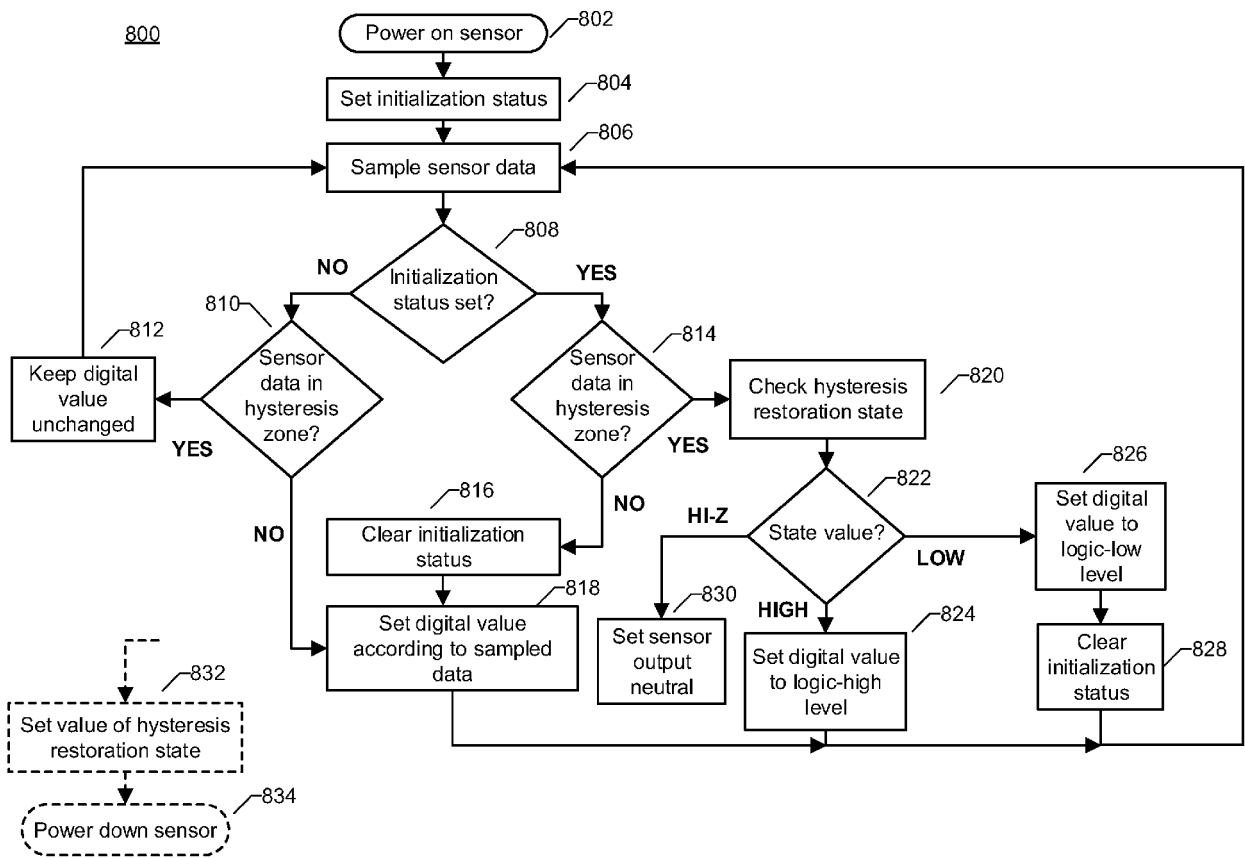 800
Power on sensor
802
Set initialization status
804
Sample sensor data
806
Initialization
status set?
808
NO
YES
810
Sensor
data in
hysteresis
zone?
812
Keep digital
value
unchanged
YES
NO
814
Sensor
data in
hysteresis
zone?
YES
NO
816
Clear initialization
status
818
Set digital value
according to sampled
data
820
Check hysteresis
restoration state
822
State value?
HI-Z
HIGH
LOW
824
Set digital value
to logic-high
level
826
Set digital
value to
logic-low
level
828
Clear
initialization
status
830
Set sensor
output
neutral
832
Set value of hysteresis
restoration state
834
Power down sensor